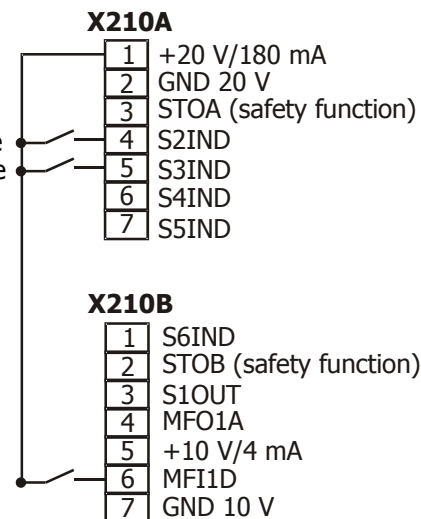 X210A
1 +20 V/180 mA
2 GND 20 V
3 STOA (safety function)
e 4 S2IND
e 5 S3IND
6 S4IND
7 S5IND
X210B
1 S6IND
2 STOB (safety function)
3 S1OUT
4 MFO1A
5 +10 V/4 mA
6 MFI1D
7 GND 10 V